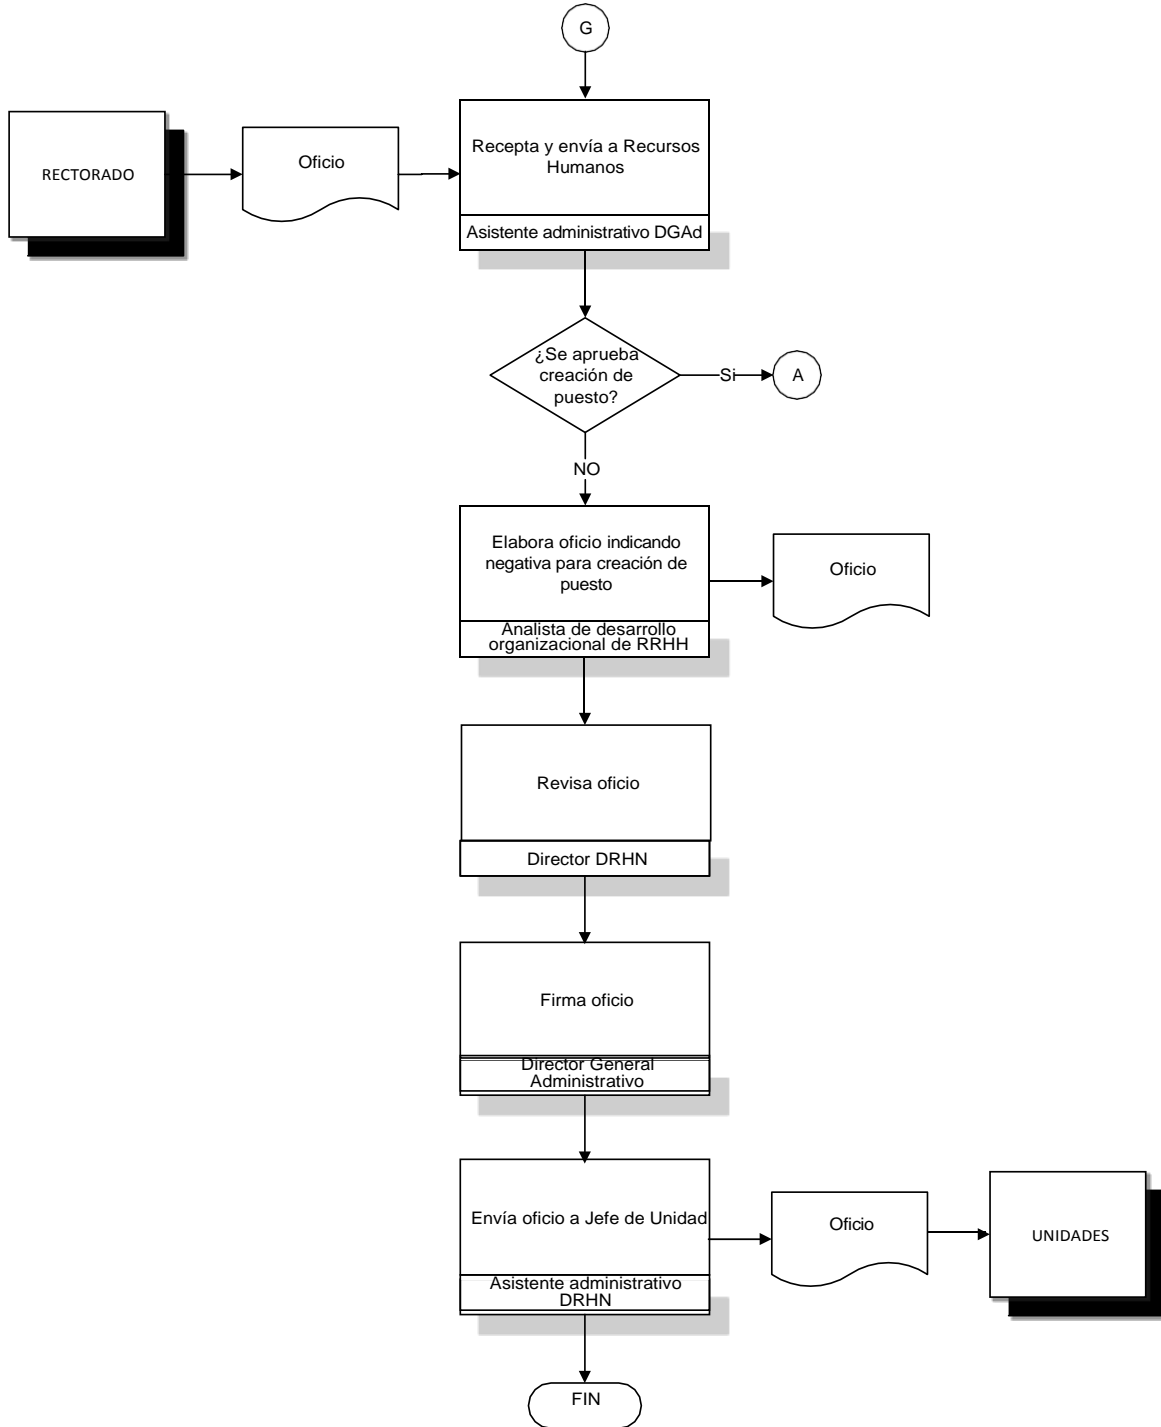 G
RECTORADO
Oficio
Recepta y envía a Recursos
Humanos
Asistente administrativo DGAd
¿Se aprueba
creación de
puesto?
Si
A
NO
Elabora oficio indicando
negativa para creación de
puesto
Analista de desarrollo
organizacional de RRHH
Oficio
Revisa oficio
Director DRHN
Firma oficio
Director General
Administrativo
Envía oficio a Jefe de Unidad
Asistente administrativo
DRHN
Oficio
UNIDADES
FIN